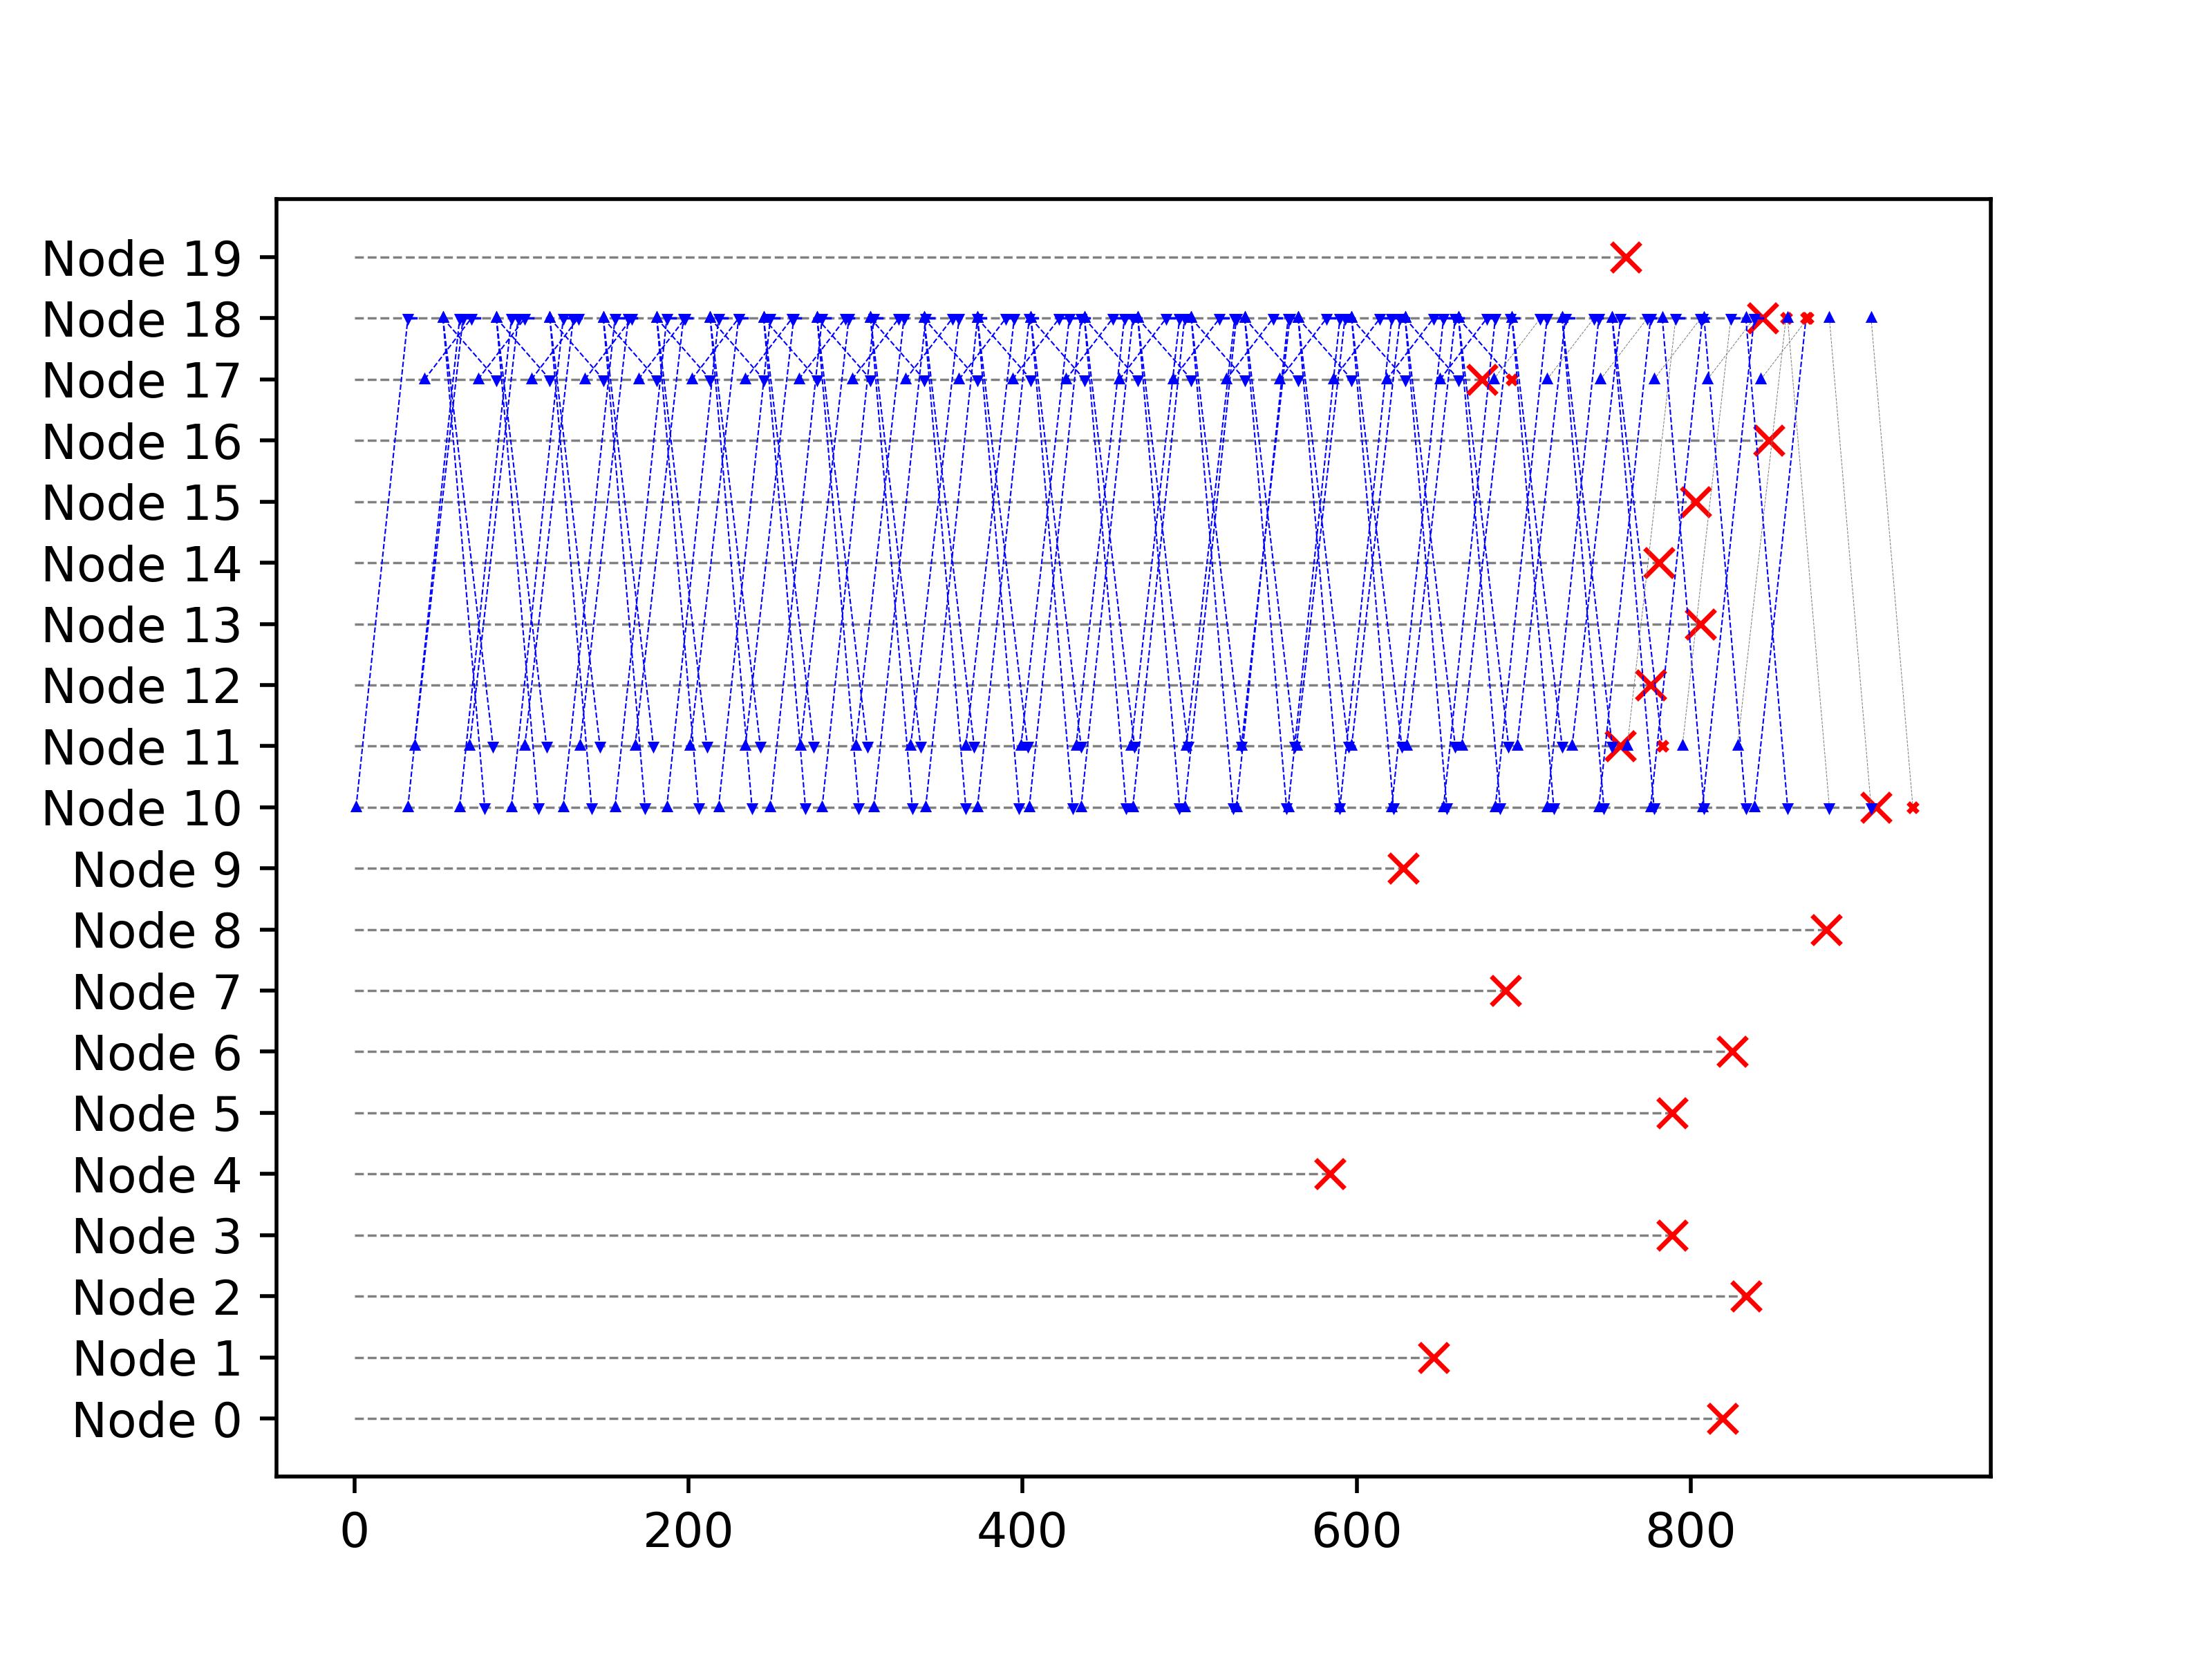 Node 19
Node 18
Node 17
Node 16
Node 15
Node 14
Node 13
Node 12
Node 11
Node 10
Node 9
Node 8
Node 7
Node 6
Node 5
Node 4
Node 3
Node 2
Node 1
Node 0
0 200 400 600 800